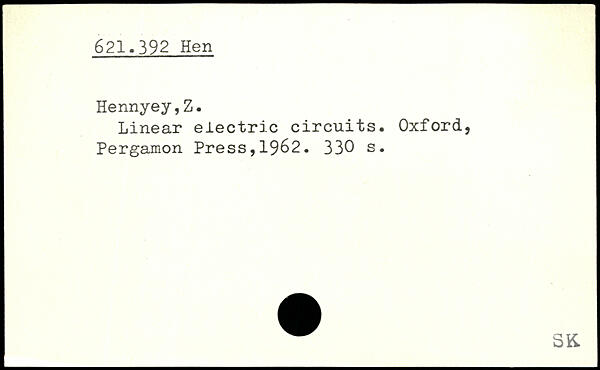 621.392 Hen
Hennyey,Z.
Linear electric circuits. Oxford,
Pergamon Press,1962. 330 s.
SK